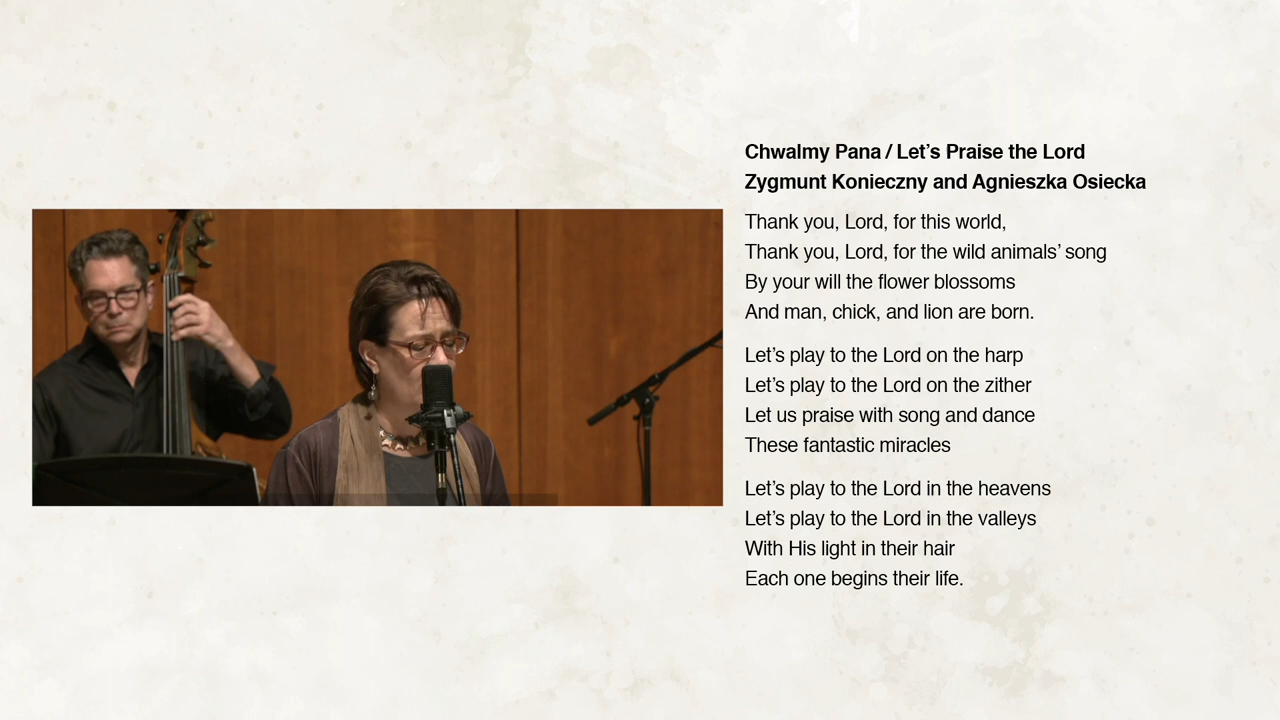 Chwalmy Pana / Let’s Praise the Lord
Zygmunt Konieczny and Agnieszka Osiecka
Thank you, Lord, for this world,
Thank you, Lord, for the wild animals’ song
By your will the flower blossoms
And man, chick, and lion are born.
Let’s play to the Lord on the harp
Let’s play to the Lord on the zither
Let us praise with song and dance
These fantastic miracles
Let’s play to the Lord in the heavens
Let’s play to the Lord in the valleys
With His light in their hair
Each one begins their life.